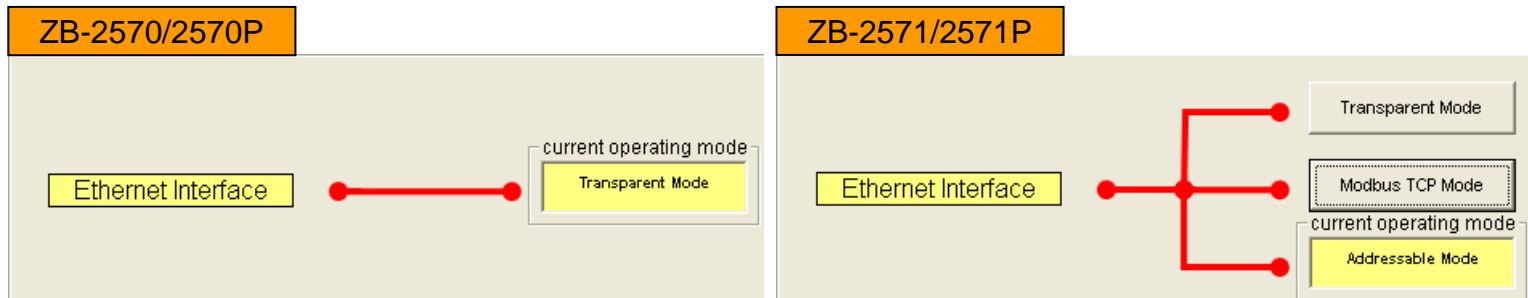 ZB-2570/2570P
current operating mode
Ethernet Interface
Transparent Mode
ZB-2571/2571P
Transparent Mode
Ethernet Interface
Modbus TCP Mode
current operating mode
Addressable Mode